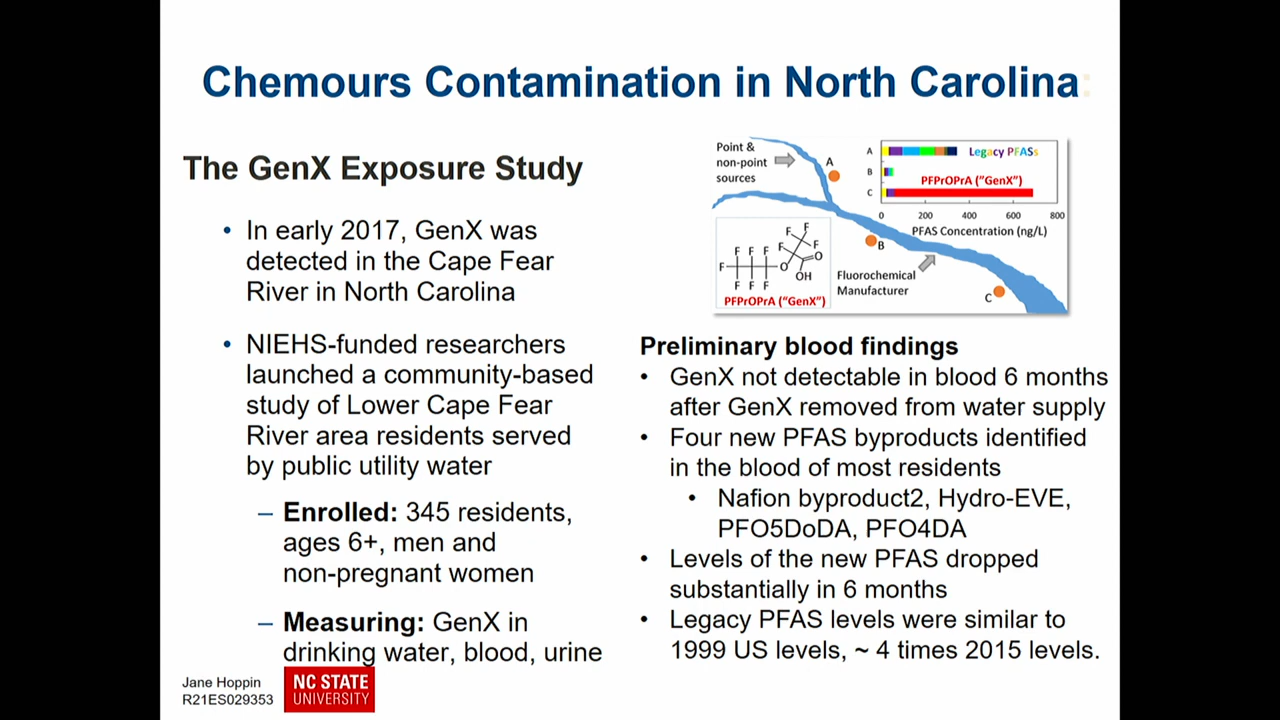 Chemours Contamination in North Carolina:
The GenX Exposure Study
• In early 2017, GenX was
detected in the Cape Fear
River in North Carolina
• NIEHS-funded researchers
launched a community-based
study of Lower Cape Fear
River area residents served
by public utility water
– Enrolled: 345 residents,
ages 6+, men and
non-pregnant women
– Measuring: GenX in
drinking water, blood, urine
Jane Hoppin
R21ES029353
NC STATE
UNIVERSITY
Point &
non-point
sources
A
B
Fluorochemical
Manufacturer
C
A
Legacy PFASs
B
PFPrOPrA ("GenX")
C
0 200 400 600 800
PFAS Concentration (ng/L)
F
F
F F F F F
F O O
OH
F F F
PFPrOPrA ("GenX")
Preliminary blood findings
• GenX not detectable in blood 6 months
after GenX removed from water supply
• Four new PFAS byproducts identified
in the blood of most residents
• Nafion byproduct2, Hydro-EVE,
PFO5DoDA, PFO4DA
• Levels of the new PFAS dropped
substantially in 6 months
• Legacy PFAS levels were similar to
1999 US levels, ~ 4 times 2015 levels.